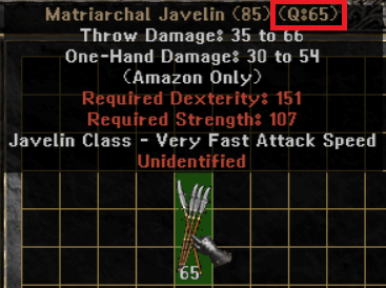 Matriarchal Javelin (85) (Q:65)
Throw Damage: 35 to 66
One-Hand Damage: 30 to 54
(Amazon Only)
Required Dexterity: 151
Required Strength: 107
Javelin Class - Very Fast Attack Speed
Unidentified
65